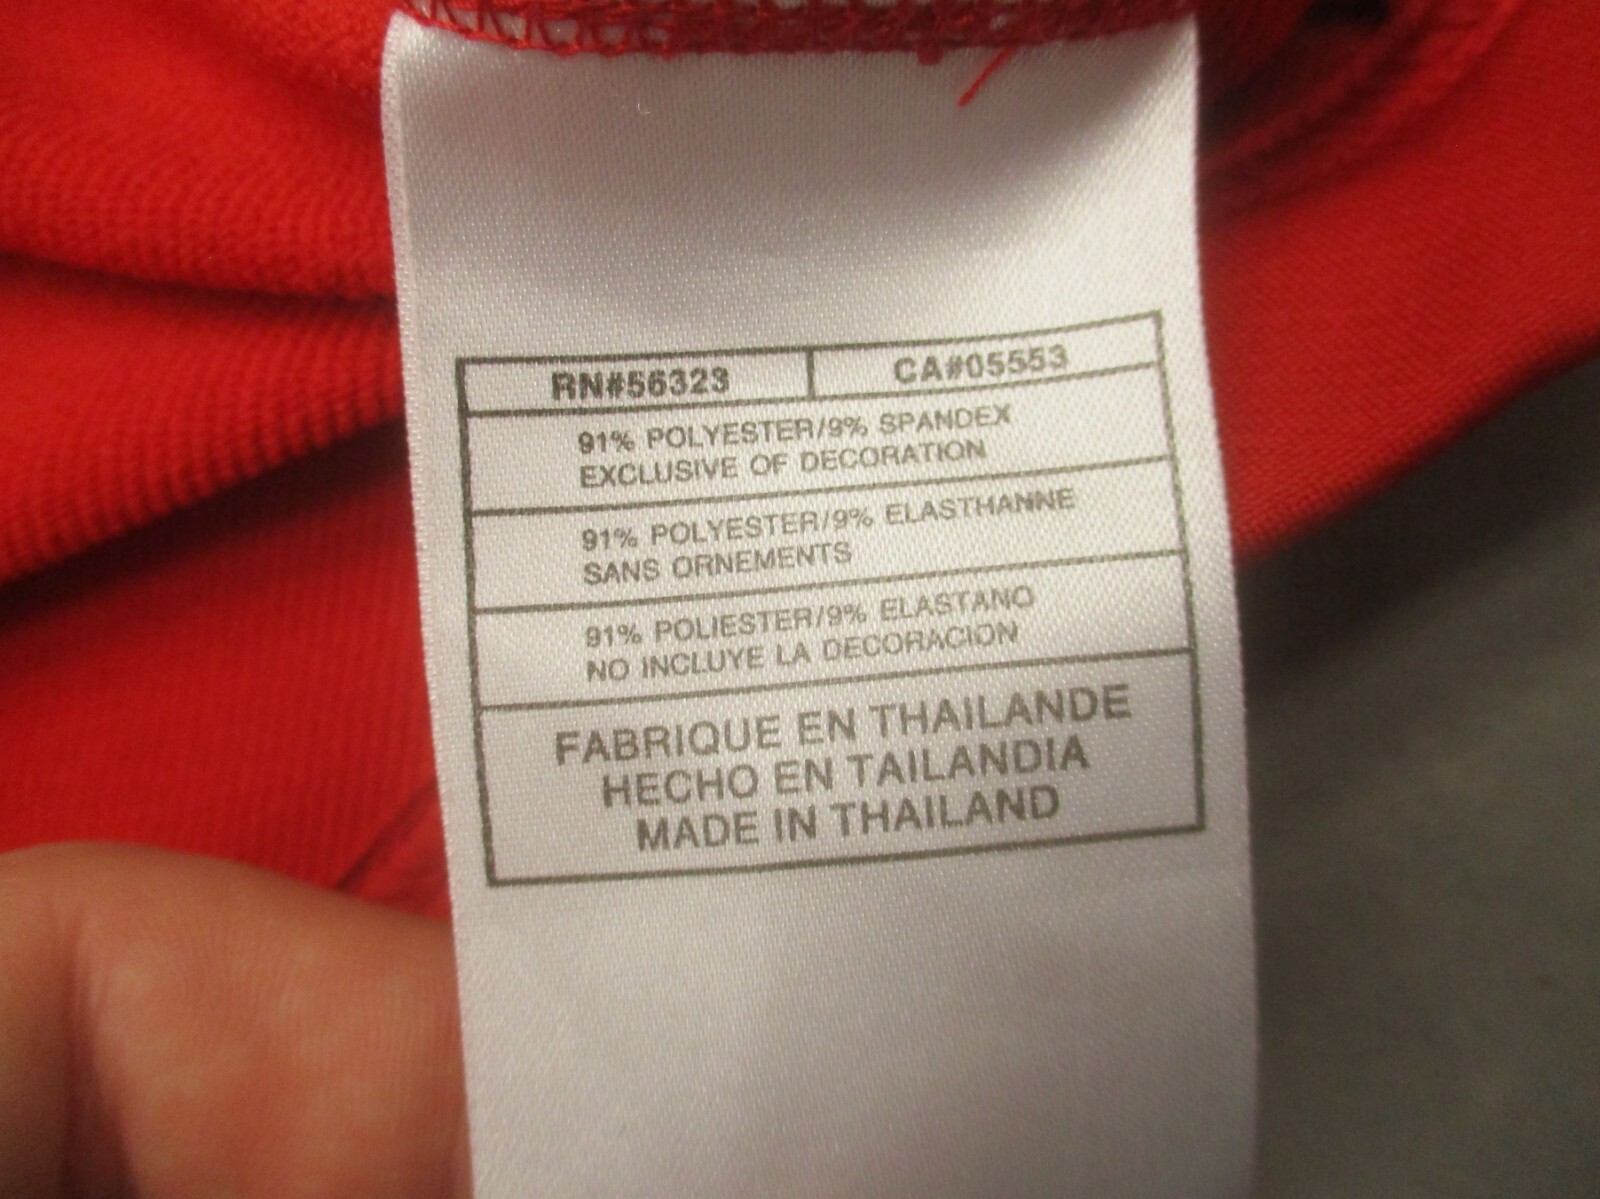 RN#56323 CA#05553
91% POLYESTER/9% SPANDEX
EXCLUSIVE OF DECORATION
91% POLYESTER/9% ELASTHANNE
SANS ORNEMENTS
91% POLIESTER/9% ELASTANO
NO INCLUYE LA DECORACION
FABRIQUE EN THAILANDE
HECHO EN TAILANDIA
MADE IN THAILAND